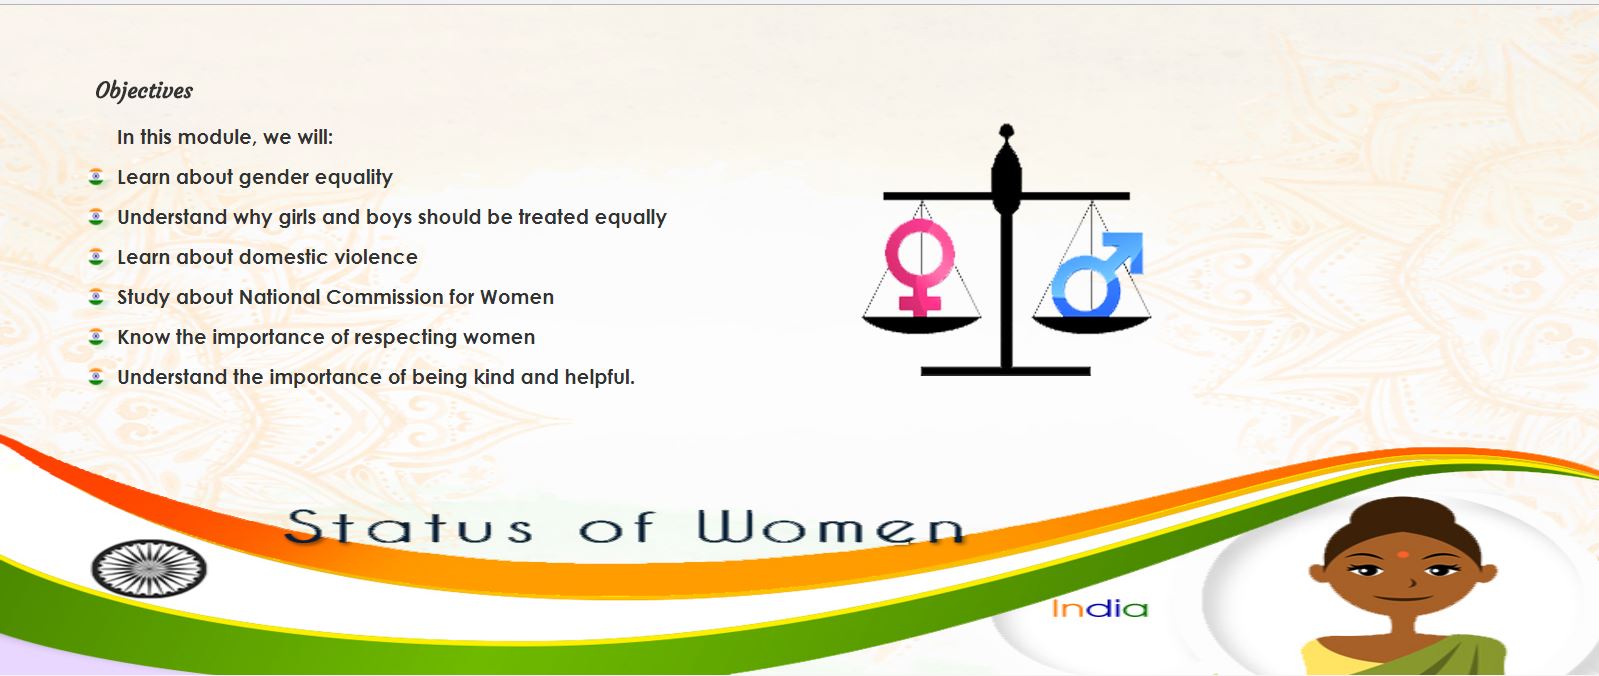 Objectives
In this module, we will:
Learn about gender equality
Understand why girls and boys should be treated equally
Learn about domestic violence
Study about National Commission for Women
Know the importance of respecting women
Understand the importance of being kind and helpful.
Status of Women
India